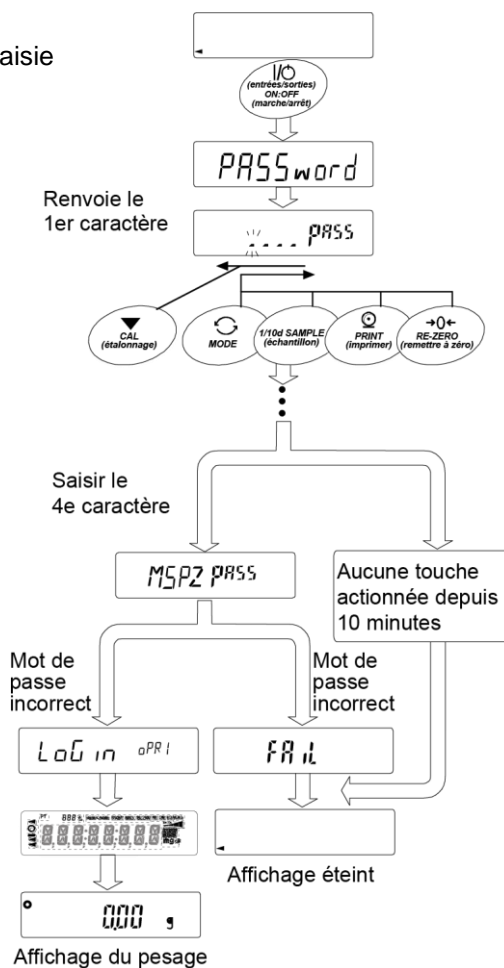 aisie
I/⏻
(entrées/sorties)
ON:OFF
(marche/arrêt)
PASSword
Renvoie le
1er caractère
.... PASS
CAL
(étalonnage)
MODE
1/10d SAMPLE
(échantillon)
PRINT
(imprimer)
→0←
RE-ZERO
(remettre à zéro)
Saisir le
4e caractère
MSPZ PASS
Aucune touche
actionnée depuis
10 minutes
Mot de
passe
incorrect
Mot de
passe
incorrect
LoGin oPR1
FAiL
Affichage éteint
0.00 g
Affichage du pesage